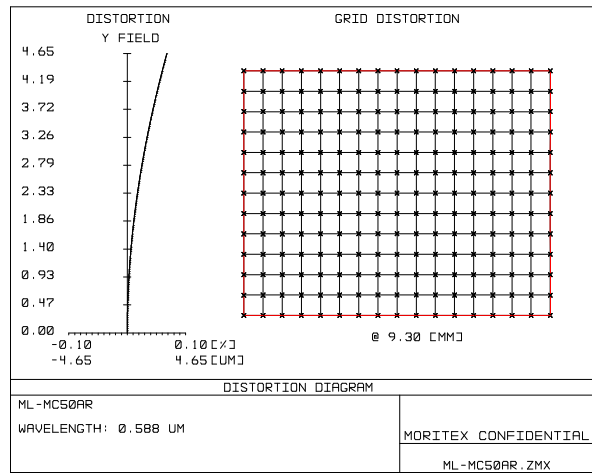 DISTORTION
Y FIELD
4.65
4.19
3.72
3.26
2.79
2.33
1.86
1.40
0.93
0.47
0.00
-0.10 0.10[%]
-4.65 4.65[UM]
GRID DISTORTION
@ 9.30 [MM]
DISTORTION DIAGRAM
ML-MC50AR
WAVELENGTH: 0.588 UM
MORITEX CONFIDENTIAL
ML-MC50AR.ZMX